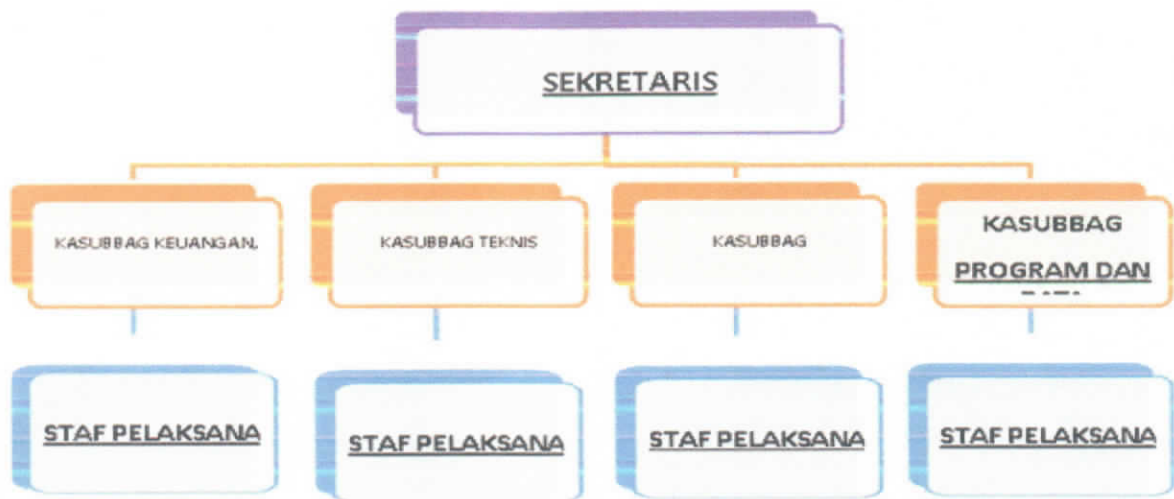 SEKRETARIS
KASUBBAG KEUANGAN,
KASUBBAG TEKNIS
KASUBBAG
KASUBBAG
PROGRAM DAN
STAF PELAKSANA
STAF PELAKSANA
STAF PELAKSANA
STAF PELAKSANA